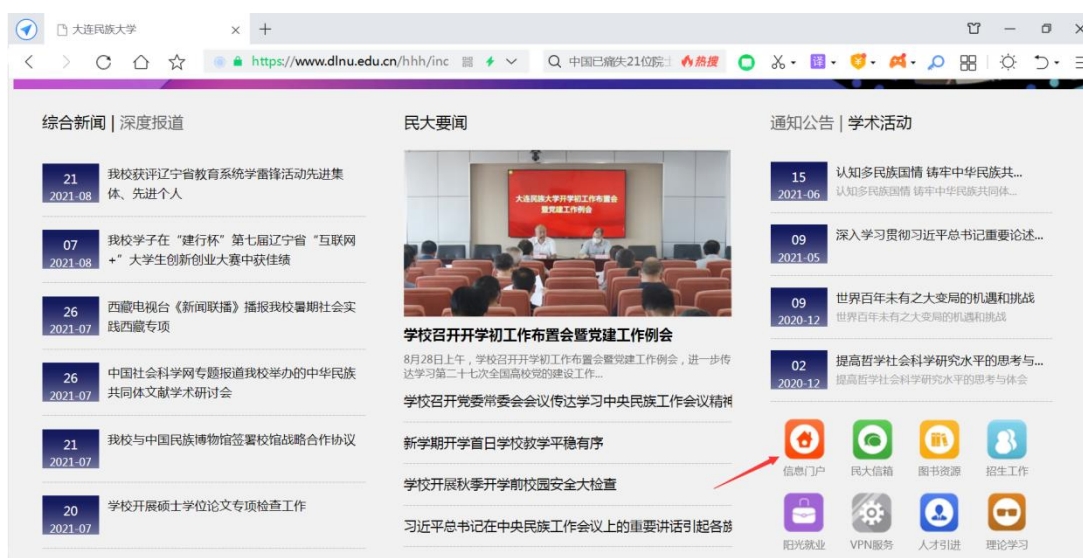 大连民族大学
https://www.dlnu.edu.cn/hhh/inc
中国已痛失21位院士
热搜
译
综合新闻 | 深度报道
21
2021-08
我校获评辽宁省教育系统学雷锋活动先进集
体、先进个人
07
2021-08
我校学子在“建行杯”第七届辽宁省“互联网
+”大学生创新创业大赛中获佳绩
26
2021-07
西藏电视台《新闻联播》播报我校暑期社会实
践西藏专项
26
2021-07
中国社会科学网专题报道我校举办的中华民族
共同体文献学术研讨会
21
2021-07
我校与中国民族博物馆签署校馆战略合作协议
20
2021-07
学校开展硕士学位论文专项检查工作
民大要闻
大连民族大学开学初工作布置会
暨党建工作例会
学校召开开学初工作布置会暨党建工作例会
8月28日上午，学校召开开学初工作布置会暨党建工作例会，进一步传
达学习第二十七次全国高校党的建设工作...
学校召开党委常委会会议传达学习中央民族工作会议精神
新学期开学首日学校教学平稳有序
学校开展秋季开学前校园安全大检查
习近平总书记在中央民族工作会议上的重要讲话引起各族
通知公告 | 学术活动
15
2021-06
认知多民族国情 铸牢中华民族共...
认知多民族国情 铸牢中华民族共同体...
09
2021-05
深入学习贯彻习近平总书记重要论述...
09
2020-12
世界百年未有之大变局的机遇和挑战
世界百年未有之大变局的机遇和挑战
02
2020-12
提高哲学社会科学研究水平的思考与...
提高哲学社会科学研究水平的思考与体会
信息门户 民大信箱 图书资源 招生工作
阳光就业 VPN服务 人才引进 理论学习